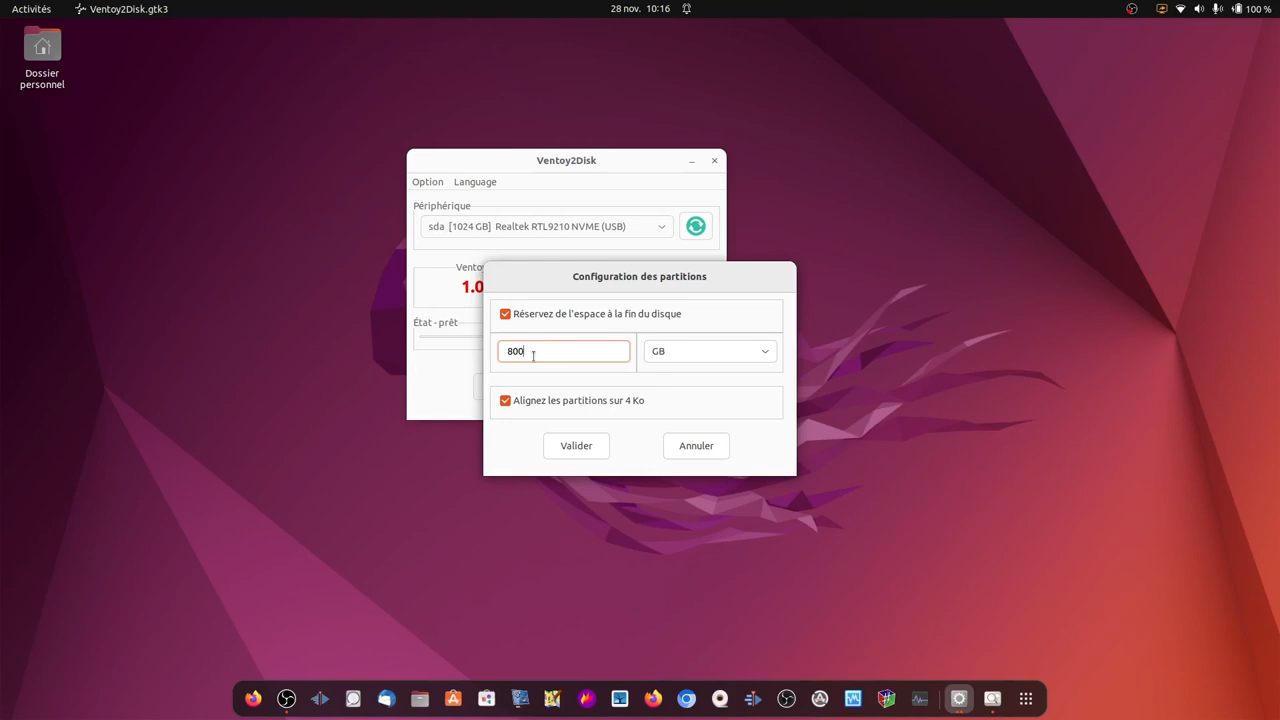 Activités
Ventoy2Disk.gtk3
28 nov. 10:16
100 %
Dossier
personnel
Ventoy2Disk
Option
Language
Périphérique
sda [1024 GB] Realtek RTL9210 NVME (USB)
Vento
1.0
État - prêt
Configuration des partitions
Réservez de l'espace à la fin du disque
800
GB
Alignez les partitions sur 4 Ko
Valider
Annuler